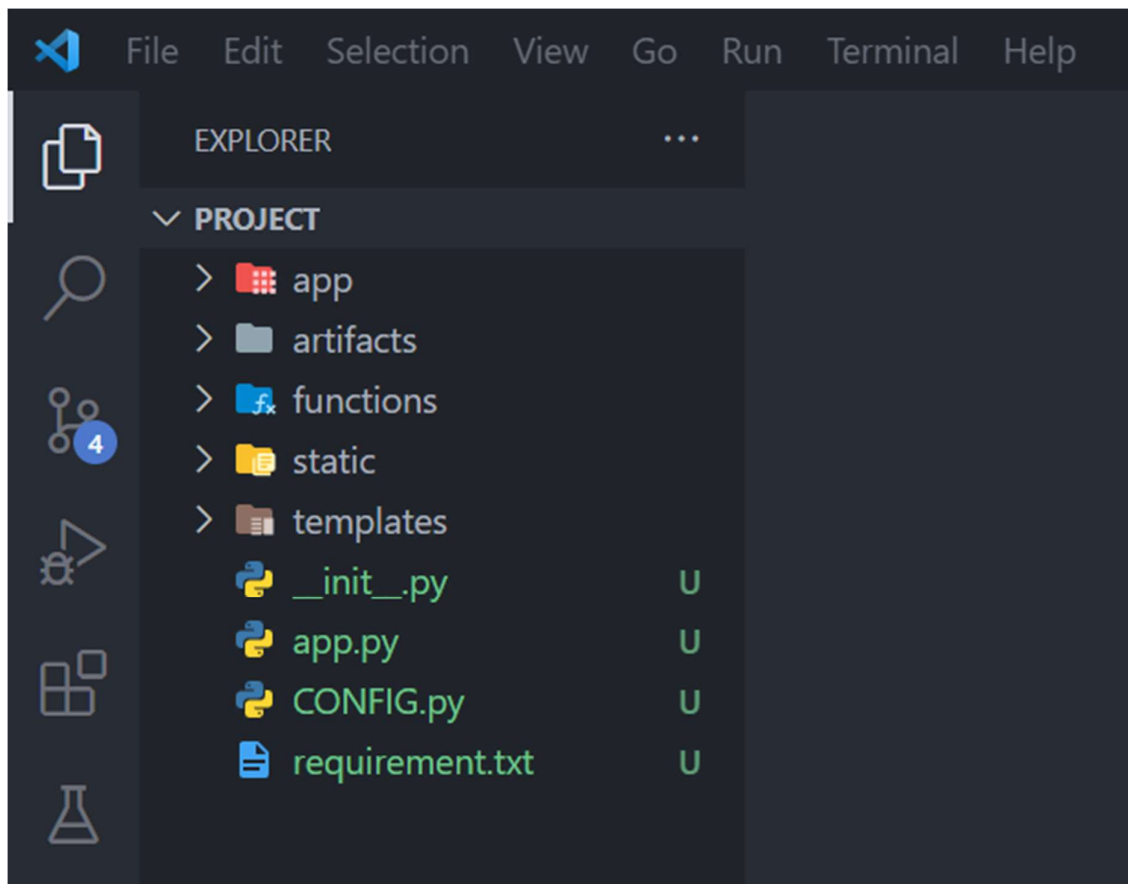 File Edit Selection View Go Run Terminal Help
EXPLORER ...
PROJECT
app
artifacts
functions
static
4
templates
__init__.py U
app.py U
CONFIG.py U
requirement.txt U